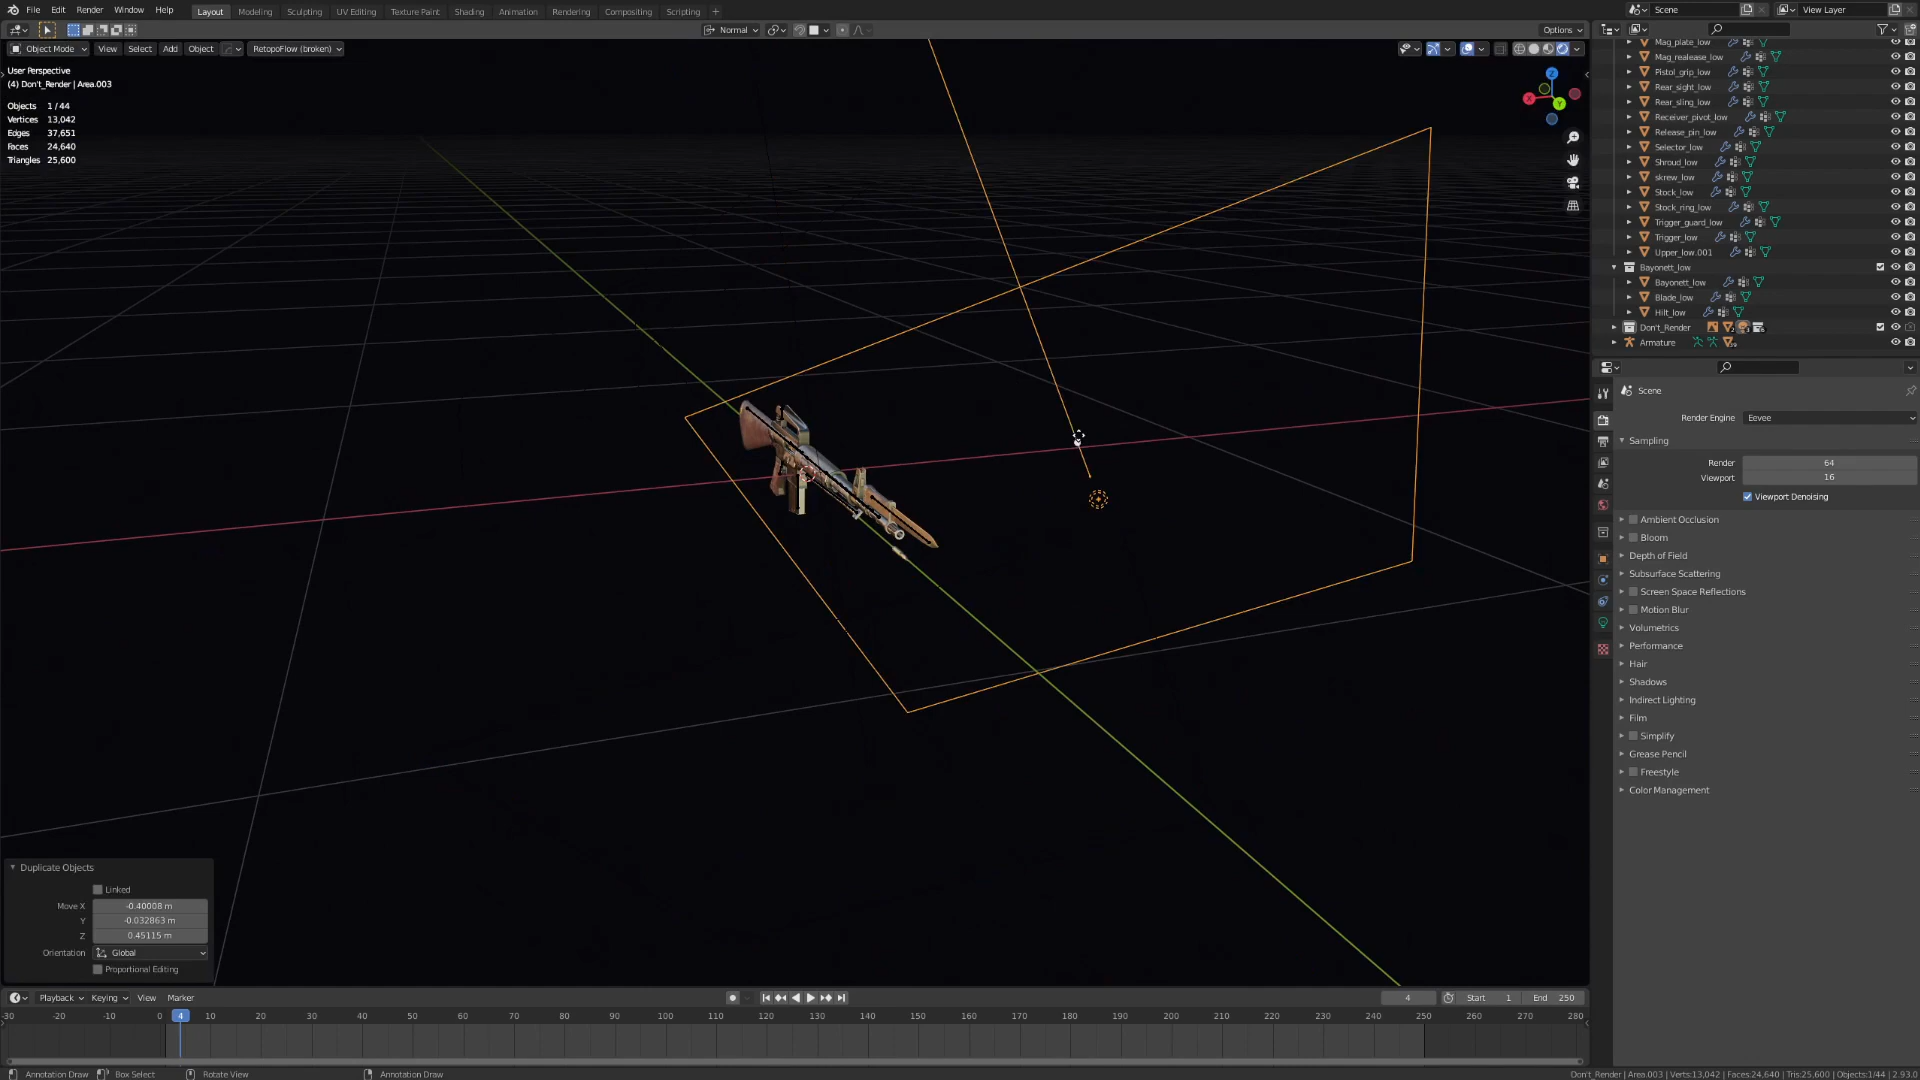 File Edit Render Window Help
Layout Modeling Sculpting UV Editing Texture Paint Shading Animation Rendering Compositing Scripting +
Scene
View Layer
Normal
Options
Object Mode View Select Add Object RetopoFlow (broken)
User Perspective
(4) Don't_Render | Area.003
Objects 1 / 44
Vertices 13,042
Edges 37,651
Faces 24,640
Triangles 25,600
Z
X
Y
Mag_plate_low
Mag_realease_low
Pistol_grip_low
Rear_sight_low
Rear_sling_low
Receiver_pivot_low
Release_pin_low
Selector_low
Shroud_low
skrew_low
Stock_low
Stock_ring_low
Trigger_guard_low
Trigger_low
Upper_low.001
Bayonett_low
Bayonett_low
Blade_low
Hilt_low
Don't_Render
Armature
Scene
Render Engine Eevee
Sampling
Render 64
Viewport 16
Viewport Denoising
Ambient Occlusion
Bloom
Depth of Field
Subsurface Scattering
Screen Space Reflections
Motion Blur
Volumetrics
Performance
Hair
Shadows
Indirect Lighting
Film
Simplify
Grease Pencil
Freestyle
Color Management
Duplicate Objects
Linked
Move X -0.40008 m
Y -0.032863 m
Z 0.45115 m
Orientation Global
Proportional Editing
Playback Keying View Marker
4 Start 1 End 250
-30 -20 -10 0 4 10 20 30 40 50 60 70 80 90 100 110 120 130 140 150 160 170 180 190 200 210 220 230 240 250 260 270 280
Annotation Draw Box Select Rotate View Annotation Draw
Don't_Render | Area.003 | Verts:13,042 | Faces:24,640 | Tris:25,600 | Objects:1/44 | 2.93.0